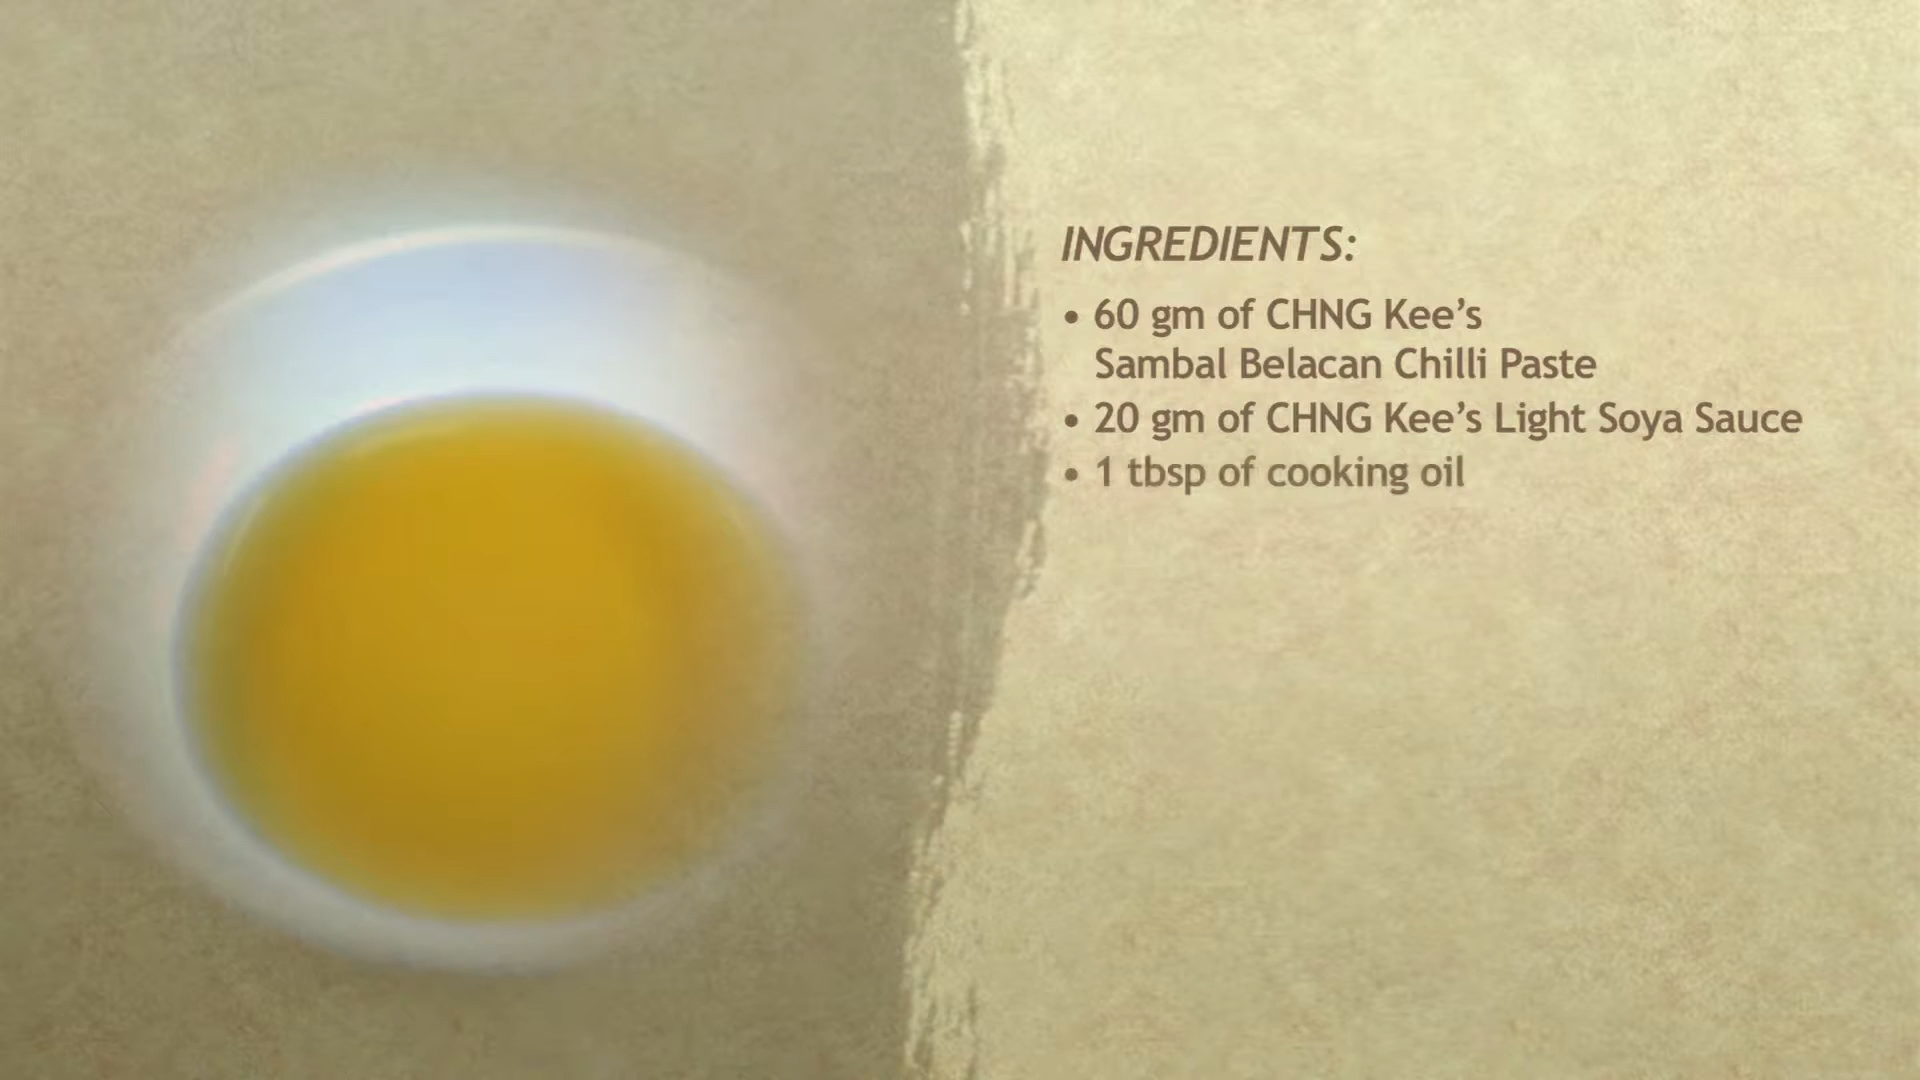 INGREDIENTS:
• 60 gm of CHNG Kee’s
Sambal Belacan Chilli Paste
• 20 gm of CHNG Kee’s Light Soya Sauce
• 1 tbsp of cooking oil